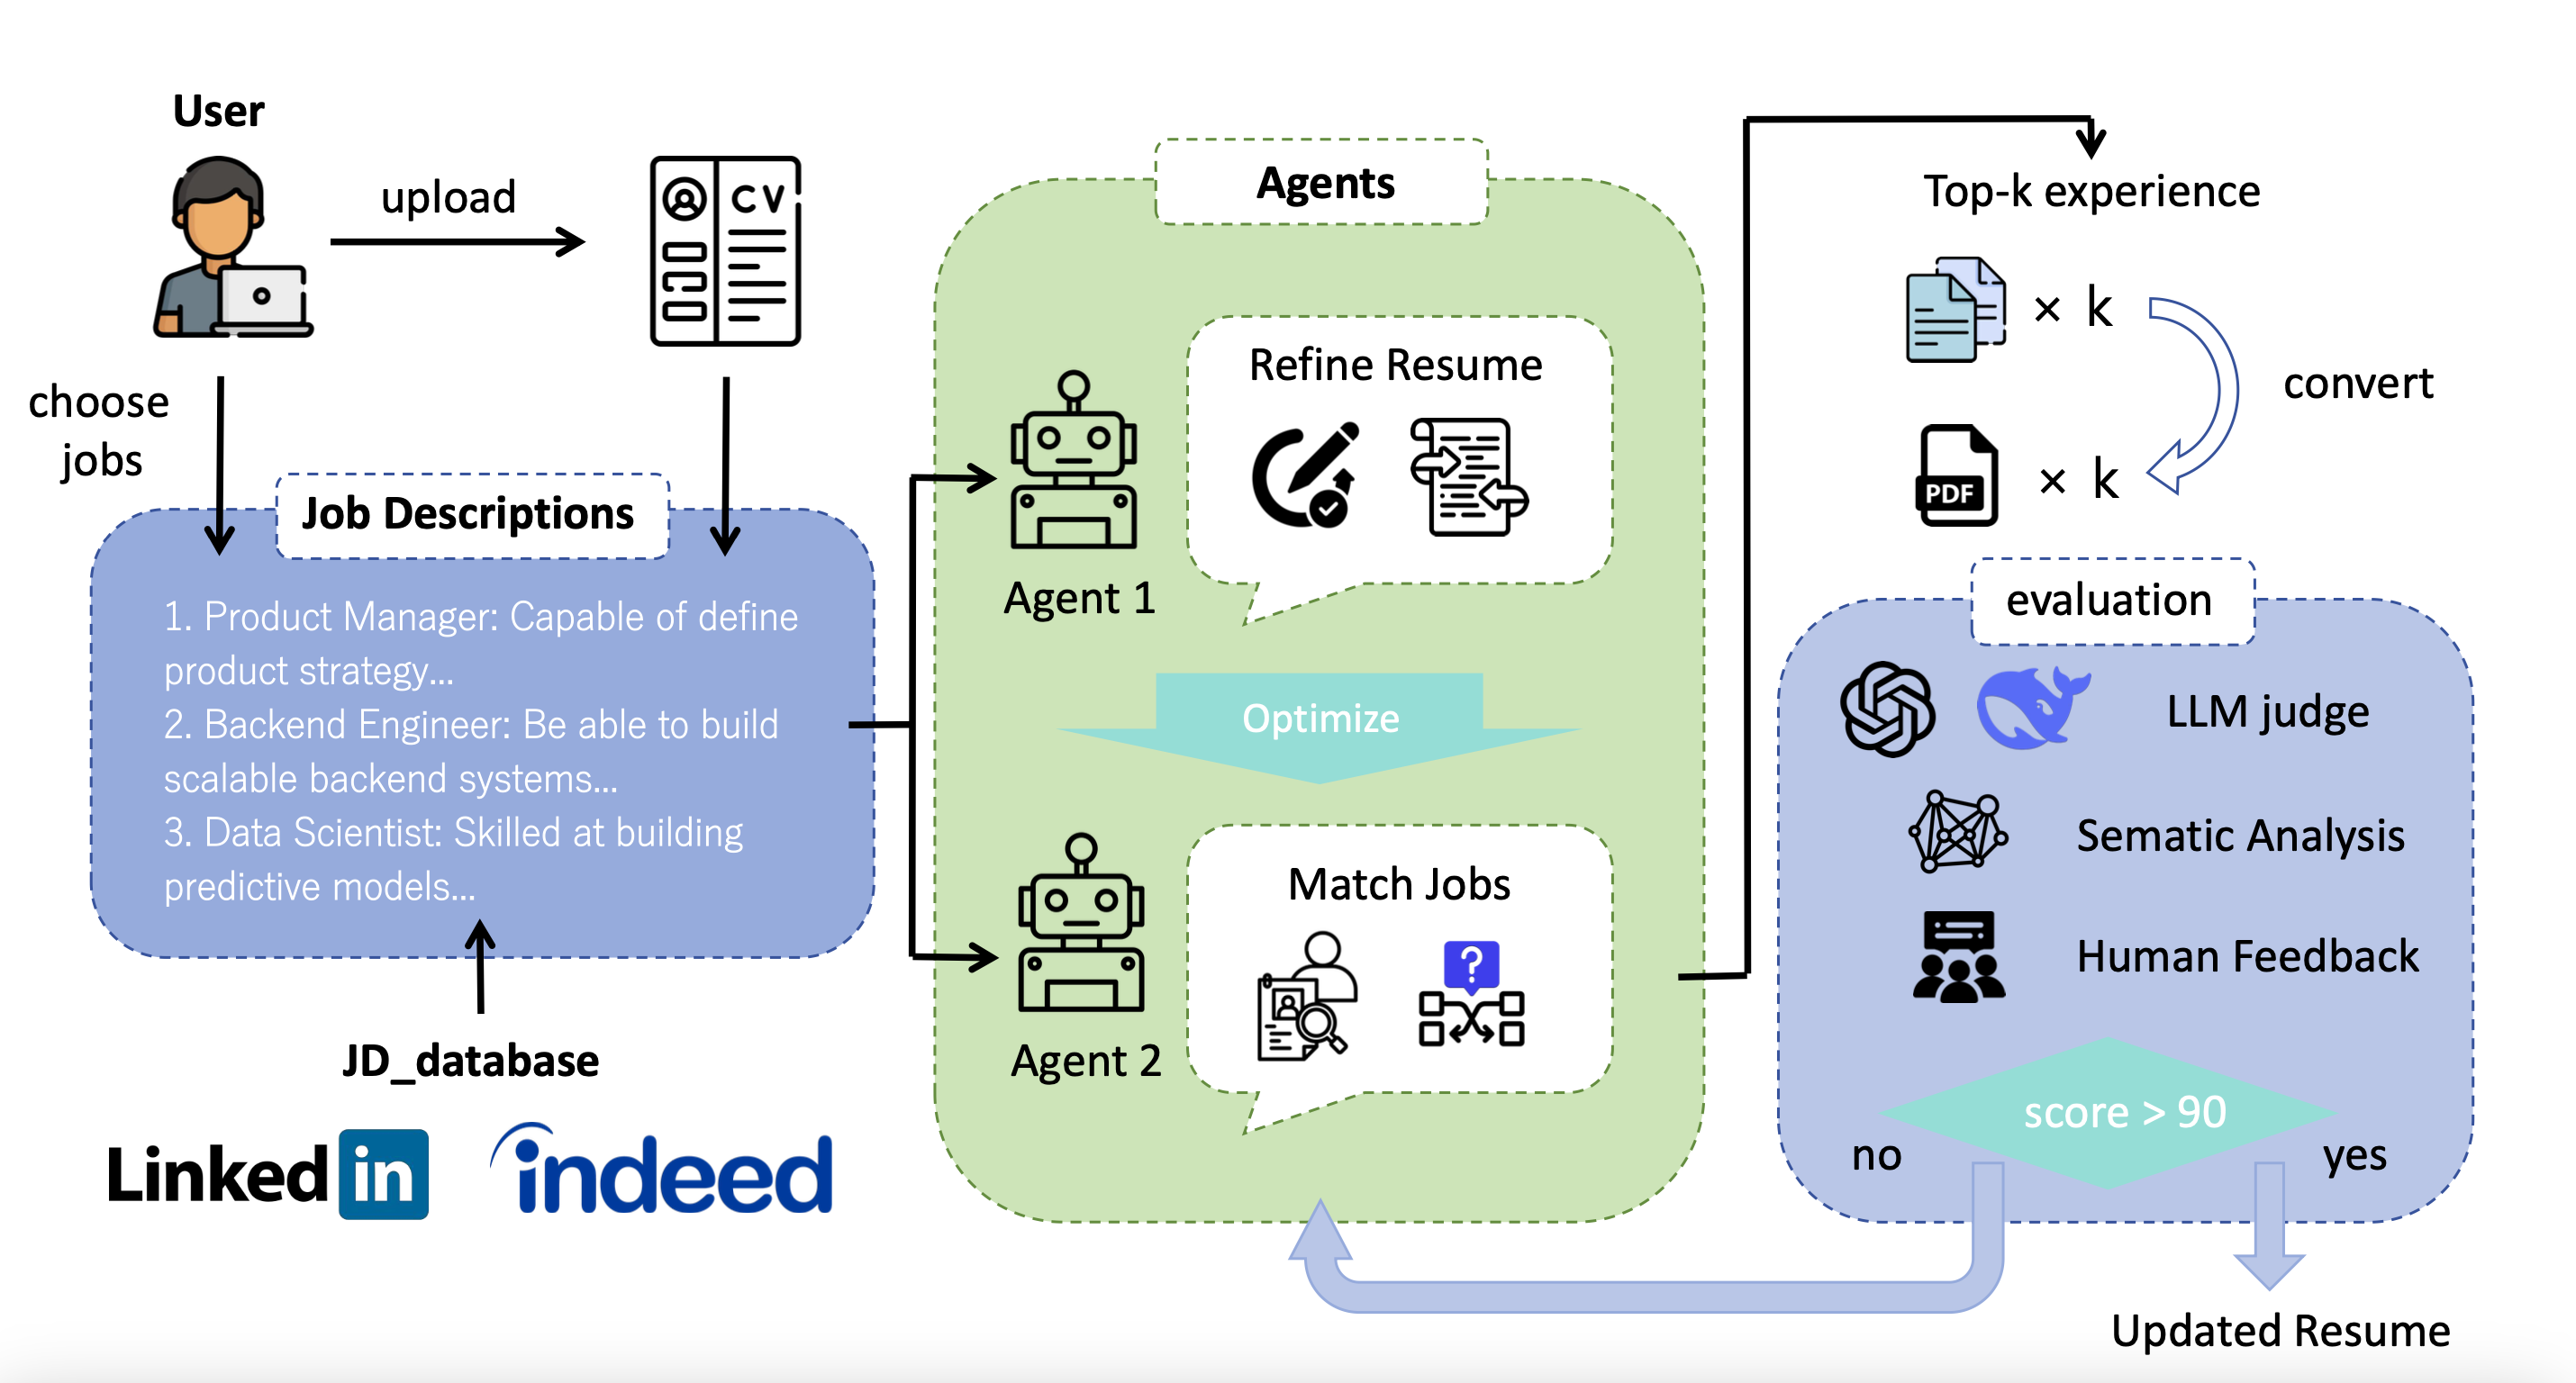 User
upload
CV
choose
jobs
Job Descriptions
1. Product Manager: Capable of define
product strategy...
2. Backend Engineer: Be able to build
scalable backend systems...
3. Data Scientist: Skilled at building
predictive models...
JD_database
Linked in
indeed
Agents
Refine Resume
Agent 1
Optimize
Match Jobs
?
Agent 2
Top-k experience
× k
convert
PDF × k
evaluation
LLM judge
Sematic Analysis
Human Feedback
score > 90
no
yes
Updated Resume